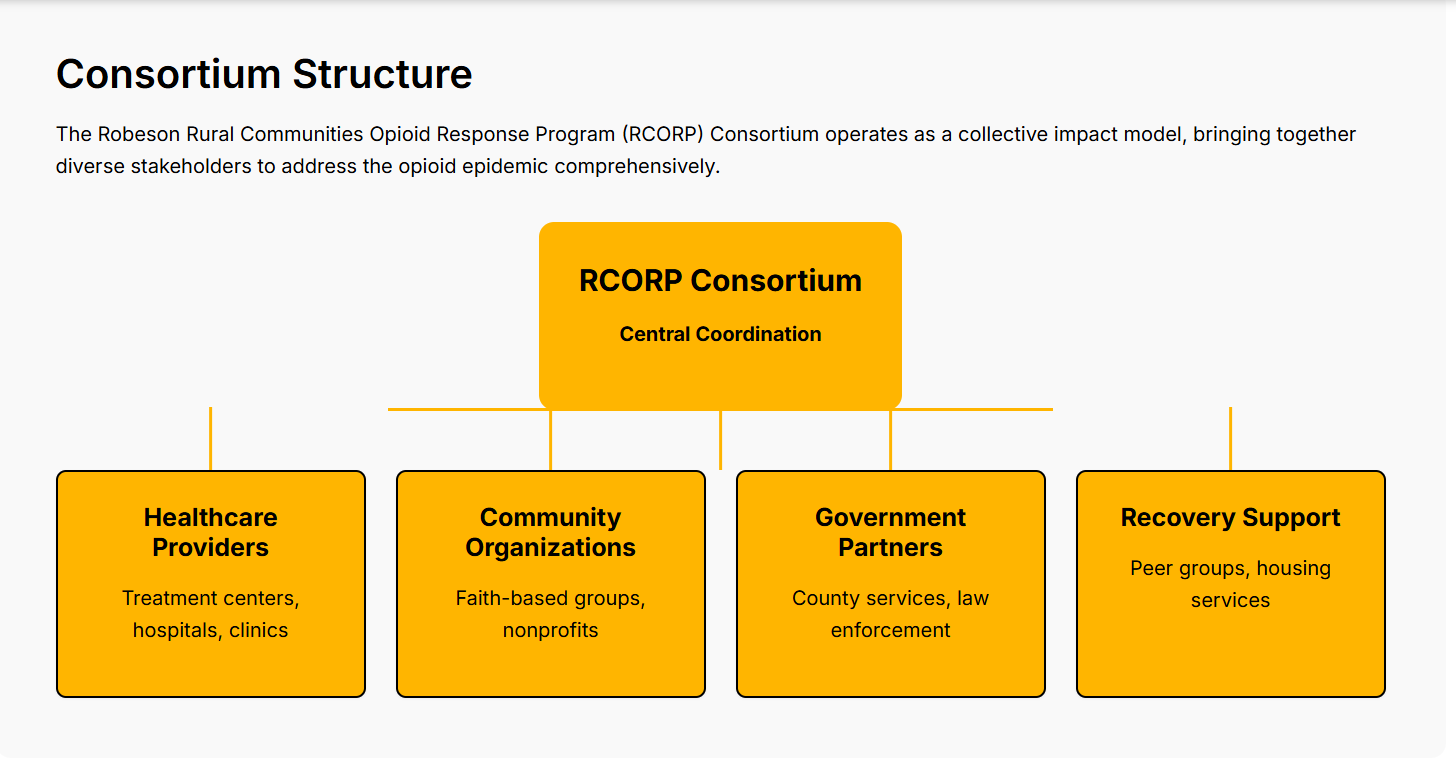 Consortium Structure
The Robeson Rural Communities Opioid Response Program (RCORP) Consortium operates as a collective impact model, bringing together
diverse stakeholders to address the opioid epidemic comprehensively.
RCORP Consortium
Central Coordination
Healthcare
Providers
Treatment centers,
hospitals, clinics
Community
Organizations
Faith-based groups,
nonprofits
Government
Partners
County services, law
enforcement
Recovery Support
Peer groups, housing
services